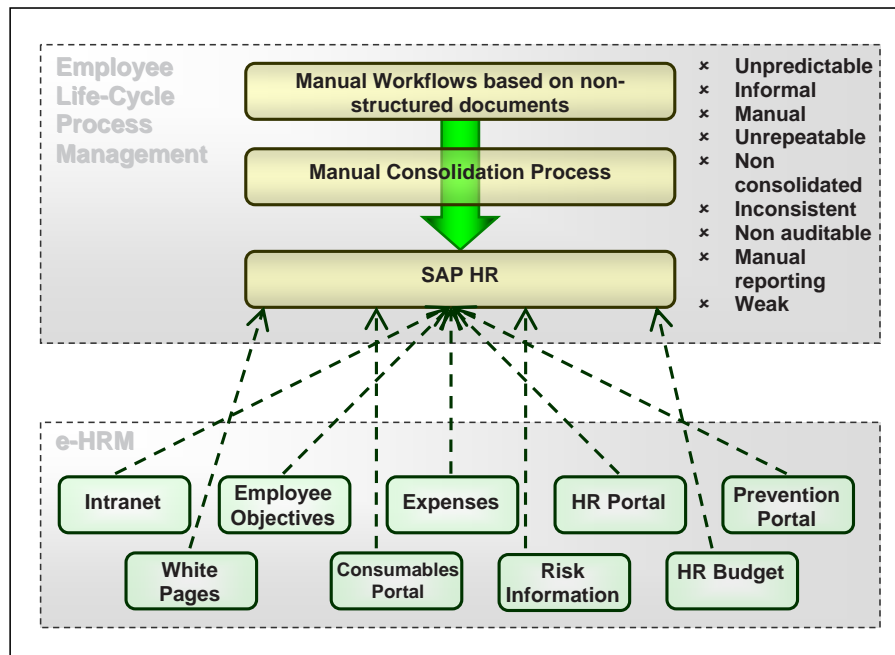 Employee
Life-Cycle
Process
Management
Manual Workflows based on non-
structured documents
Manual Consolidation Process
SAP HR
× Unpredictable
× Informal
× Manual
× Unrepeatable
× Non
consolidated
× Inconsistent
× Non auditable
× Manual
reporting
× Weak
e-HRM
Intranet
Employee
Objectives
Expenses
HR Portal
Prevention
Portal
White
Pages
Consumables
Portal
Risk
Information
HR Budget